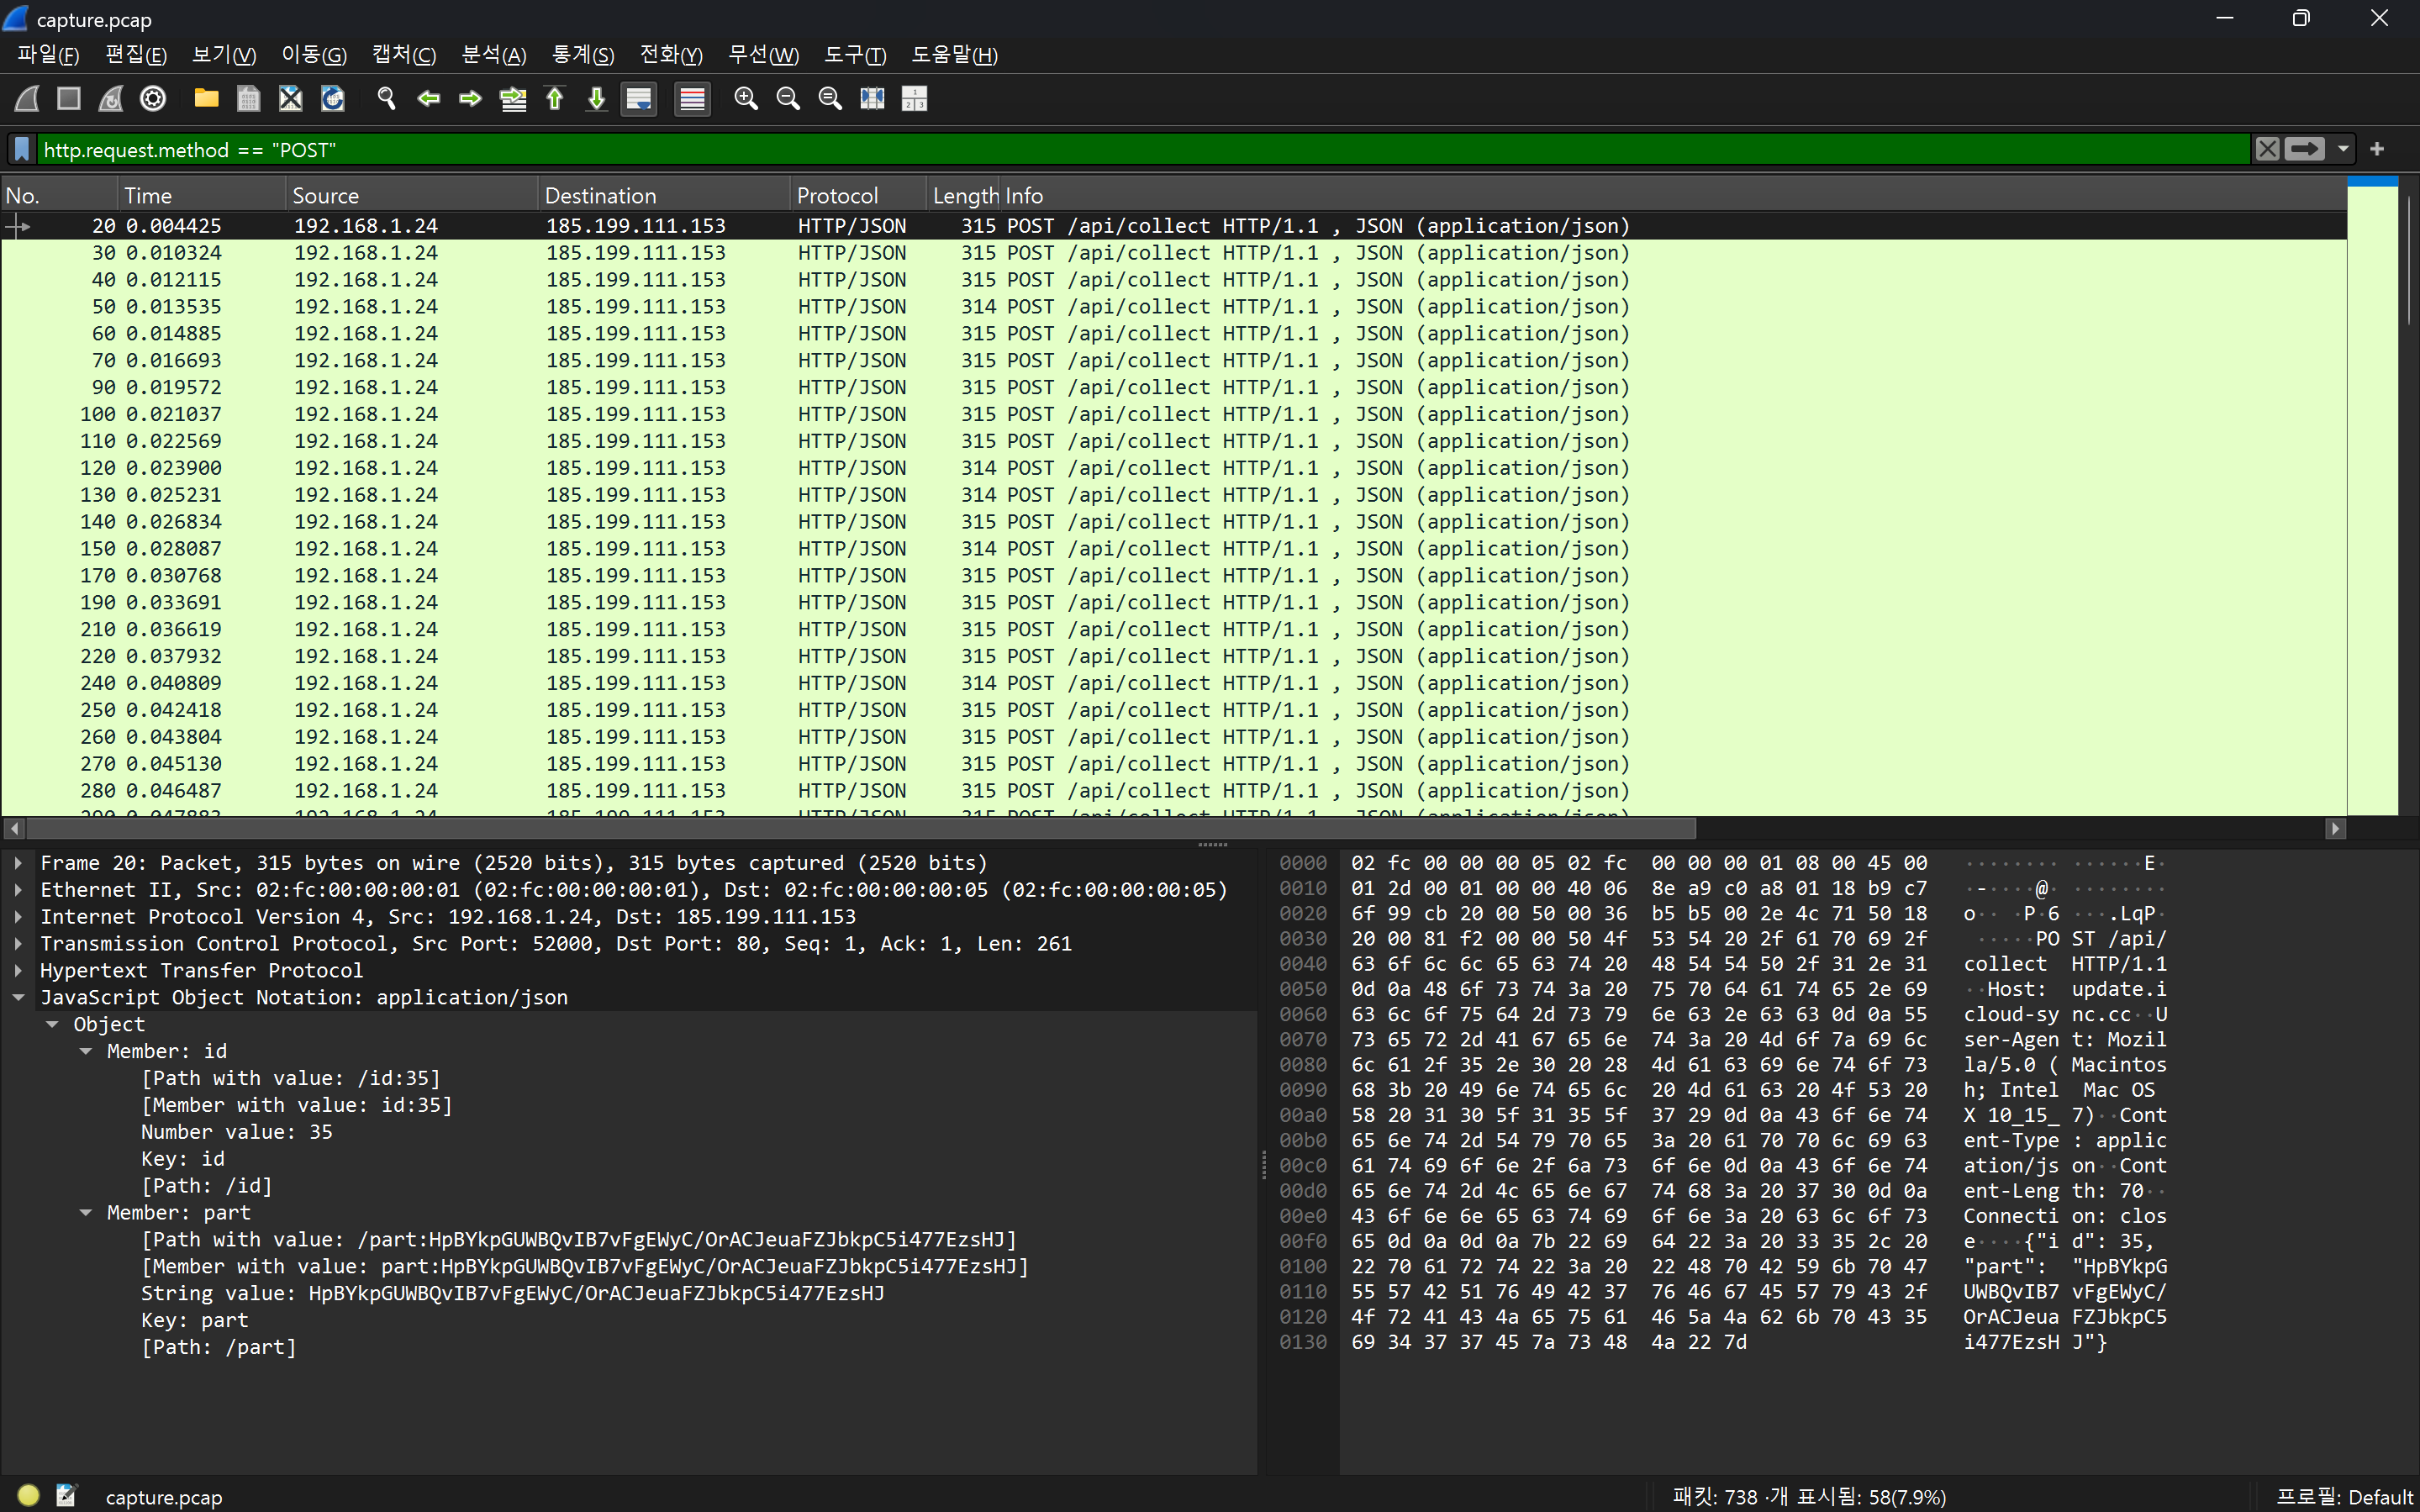 capture.pcap
파일(F) 편집(E) 보기(V) 이동(G) 캡처(C) 분석(A) 통계(S) 전화(Y) 무선(W) 도구(T) 도움말(H)
http.request.method == "POST"
No. Time Source Destination Protocol Length Info
20 0.004425 192.168.1.24 185.199.111.153 HTTP/JSON 315 POST /api/collect HTTP/1.1 , JSON (application/json)
30 0.010324 192.168.1.24 185.199.111.153 HTTP/JSON 315 POST /api/collect HTTP/1.1 , JSON (application/json)
40 0.012115 192.168.1.24 185.199.111.153 HTTP/JSON 315 POST /api/collect HTTP/1.1 , JSON (application/json)
50 0.013535 192.168.1.24 185.199.111.153 HTTP/JSON 314 POST /api/collect HTTP/1.1 , JSON (application/json)
60 0.014885 192.168.1.24 185.199.111.153 HTTP/JSON 315 POST /api/collect HTTP/1.1 , JSON (application/json)
70 0.016693 192.168.1.24 185.199.111.153 HTTP/JSON 315 POST /api/collect HTTP/1.1 , JSON (application/json)
90 0.019572 192.168.1.24 185.199.111.153 HTTP/JSON 315 POST /api/collect HTTP/1.1 , JSON (application/json)
100 0.021037 192.168.1.24 185.199.111.153 HTTP/JSON 315 POST /api/collect HTTP/1.1 , JSON (application/json)
110 0.022569 192.168.1.24 185.199.111.153 HTTP/JSON 315 POST /api/collect HTTP/1.1 , JSON (application/json)
120 0.023900 192.168.1.24 185.199.111.153 HTTP/JSON 314 POST /api/collect HTTP/1.1 , JSON (application/json)
130 0.025231 192.168.1.24 185.199.111.153 HTTP/JSON 314 POST /api/collect HTTP/1.1 , JSON (application/json)
140 0.026834 192.168.1.24 185.199.111.153 HTTP/JSON 315 POST /api/collect HTTP/1.1 , JSON (application/json)
150 0.028087 192.168.1.24 185.199.111.153 HTTP/JSON 314 POST /api/collect HTTP/1.1 , JSON (application/json)
170 0.030768 192.168.1.24 185.199.111.153 HTTP/JSON 315 POST /api/collect HTTP/1.1 , JSON (application/json)
190 0.033691 192.168.1.24 185.199.111.153 HTTP/JSON 315 POST /api/collect HTTP/1.1 , JSON (application/json)
210 0.036619 192.168.1.24 185.199.111.153 HTTP/JSON 315 POST /api/collect HTTP/1.1 , JSON (application/json)
220 0.037932 192.168.1.24 185.199.111.153 HTTP/JSON 315 POST /api/collect HTTP/1.1 , JSON (application/json)
240 0.040809 192.168.1.24 185.199.111.153 HTTP/JSON 314 POST /api/collect HTTP/1.1 , JSON (application/json)
250 0.042418 192.168.1.24 185.199.111.153 HTTP/JSON 315 POST /api/collect HTTP/1.1 , JSON (application/json)
260 0.043804 192.168.1.24 185.199.111.153 HTTP/JSON 315 POST /api/collect HTTP/1.1 , JSON (application/json)
270 0.045130 192.168.1.24 185.199.111.153 HTTP/JSON 315 POST /api/collect HTTP/1.1 , JSON (application/json)
280 0.046487 192.168.1.24 185.199.111.153 HTTP/JSON 315 POST /api/collect HTTP/1.1 , JSON (application/json)
Frame 20: Packet, 315 bytes on wire (2520 bits), 315 bytes captured (2520 bits)
Ethernet II, Src: 02:fc:00:00:00:01 (02:fc:00:00:00:01), Dst: 02:fc:00:00:00:05 (02:fc:00:00:00:05)
Internet Protocol Version 4, Src: 192.168.1.24, Dst: 185.199.111.153
Transmission Control Protocol, Src Port: 52000, Dst Port: 80, Seq: 1, Ack: 1, Len: 261
Hypertext Transfer Protocol
JavaScript Object Notation: application/json
Object
Member: id
[Path with value: /id:35]
[Member with value: id:35]
Number value: 35
Key: id
[Path: /id]
Member: part
[Path with value: /part:HpBYkpGUWBQvIB7vFgEWyC/OrACJeuaFZJbkpC5i477EzsHJ]
[Member with value: part:HpBYkpGUWBQvIB7vFgEWyC/OrACJeuaFZJbkpC5i477EzsHJ]
String value: HpBYkpGUWBQvIB7vFgEWyC/OrACJeuaFZJbkpC5i477EzsHJ
Key: part
[Path: /part]
0000 02 fc 00 00 00 05 02 fc 00 00 00 01 08 00 45 00 ········ ······E·
0010 01 2d 00 01 00 00 40 06 8e a9 c0 a8 01 18 b9 c7 ·-····@· ········
0020 6f 99 cb 20 00 50 00 36 b5 b5 00 2e 4c 71 50 18 o·· ·P·6 ···.LqP·
0030 20 00 81 f2 00 00 50 4f 53 54 20 2f 61 70 69 2f ·····PO ST /api/
0040 63 6f 6c 6c 65 63 74 20 48 54 54 50 2f 31 2e 31 collect HTTP/1.1
0050 0d 0a 48 6f 73 74 3a 20 75 70 64 61 74 65 2e 69 ··Host: update.i
0060 63 6c 6f 75 64 2d 73 79 6e 63 2e 63 63 0d 0a 55 cloud-sy nc.cc··U
0070 73 65 72 2d 41 67 65 6e 74 3a 20 4d 6f 7a 69 6c ser-Agen t: Mozil
0080 6c 61 2f 35 2e 30 20 28 4d 61 63 69 6e 74 6f 73 la/5.0 ( Macintos
0090 68 3b 20 49 6e 74 65 6c 20 4d 61 63 20 4f 53 20 h; Intel Mac OS
00a0 58 20 31 30 5f 31 35 5f 37 29 0d 0a 43 6f 6e 74 X 10_15_ 7)··Cont
00b0 65 6e 74 2d 54 79 70 65 3a 20 61 70 70 6c 69 63 ent-Type : applic
00c0 61 74 69 6f 6e 2f 6a 73 6f 6e 0d 0a 43 6f 6e 74 ation/js on··Cont
00d0 65 6e 74 2d 4c 65 6e 67 74 68 3a 20 37 30 0d 0a ent-Leng th: 70··
00e0 43 6f 6e 6e 65 63 74 69 6f 6e 3a 20 63 6c 6f 73 Connecti on: clos
00f0 65 0d 0a 0d 0a 7b 22 69 64 22 3a 20 33 35 2c 20 e····{"i d": 35,
0100 22 70 61 72 74 22 3a 20 22 48 70 42 59 6b 70 47 "part": "HpBYkpG
0110 55 57 42 51 76 49 42 37 76 46 67 45 57 79 43 2f UWBQvIB7 vFgEWyC/
0120 4f 72 41 43 4a 65 75 61 46 5a 4a 62 6b 70 43 35 OrACJeua FZJbkpC5
0130 69 34 37 37 45 7a 73 48 4a 22 7d i477EzsH J"}
capture.pcap
패킷: 738 ·개 표시됨: 58(7.9%)
프로필: Default